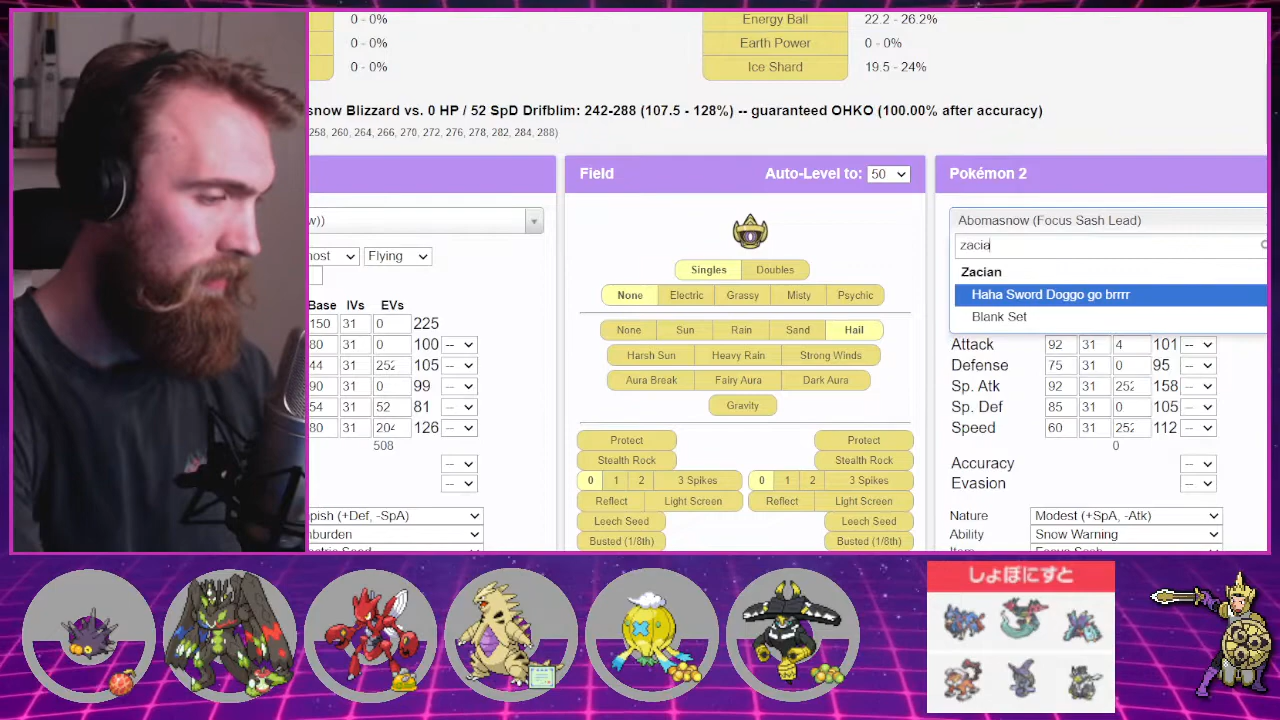 0 - 0%
0 - 0%
0 - 0%
Energy Ball 22.2 - 26.2%
Earth Power 0 - 0%
Ice Shard 19.5 - 24%
snow Blizzard vs. 0 HP / 52 SpD Drifblim: 242-288 (107.5 - 128%) -- guaranteed OHKO (100.00% after accuracy)
258, 260, 264, 266, 270, 272, 276, 278, 282, 284, 288)
w))
ost Flying
Base IVs EVs
150 31 0 225
80 31 0 100 --
44 31 252 105 --
90 31 0 99 --
54 31 52 81 --
80 31 204 126 --
508
--
--
pish (+Def, -SpA)
nburden
Field Auto-Level to: 50
Singles Doubles
None Electric Grassy Misty Psychic
None Sun Rain Sand Hail
Harsh Sun Heavy Rain Strong Winds
Aura Break Fairy Aura Dark Aura
Gravity
Protect Protect
Stealth Rock Stealth Rock
0 1 2 3 Spikes 0 1 2 3 Spikes
Reflect Light Screen Reflect Light Screen
Leech Seed Leech Seed
Busted (1/8th) Busted (1/8th)
Pokémon 2
Abomasnow (Focus Sash Lead)
zacia
Zacian
Haha Sword Doggo go brrrr
Blank Set
Attack 92 31 4 101 --
Defense 75 31 0 95 --
Sp. Atk 92 31 252 158 --
Sp. Def 85 31 0 105 --
Speed 60 31 252 112 --
0
Accuracy --
Evasion --
Nature Modest (+SpA, -Atk)
Ability Snow Warning
Item Focus Sash
しょぼにすと